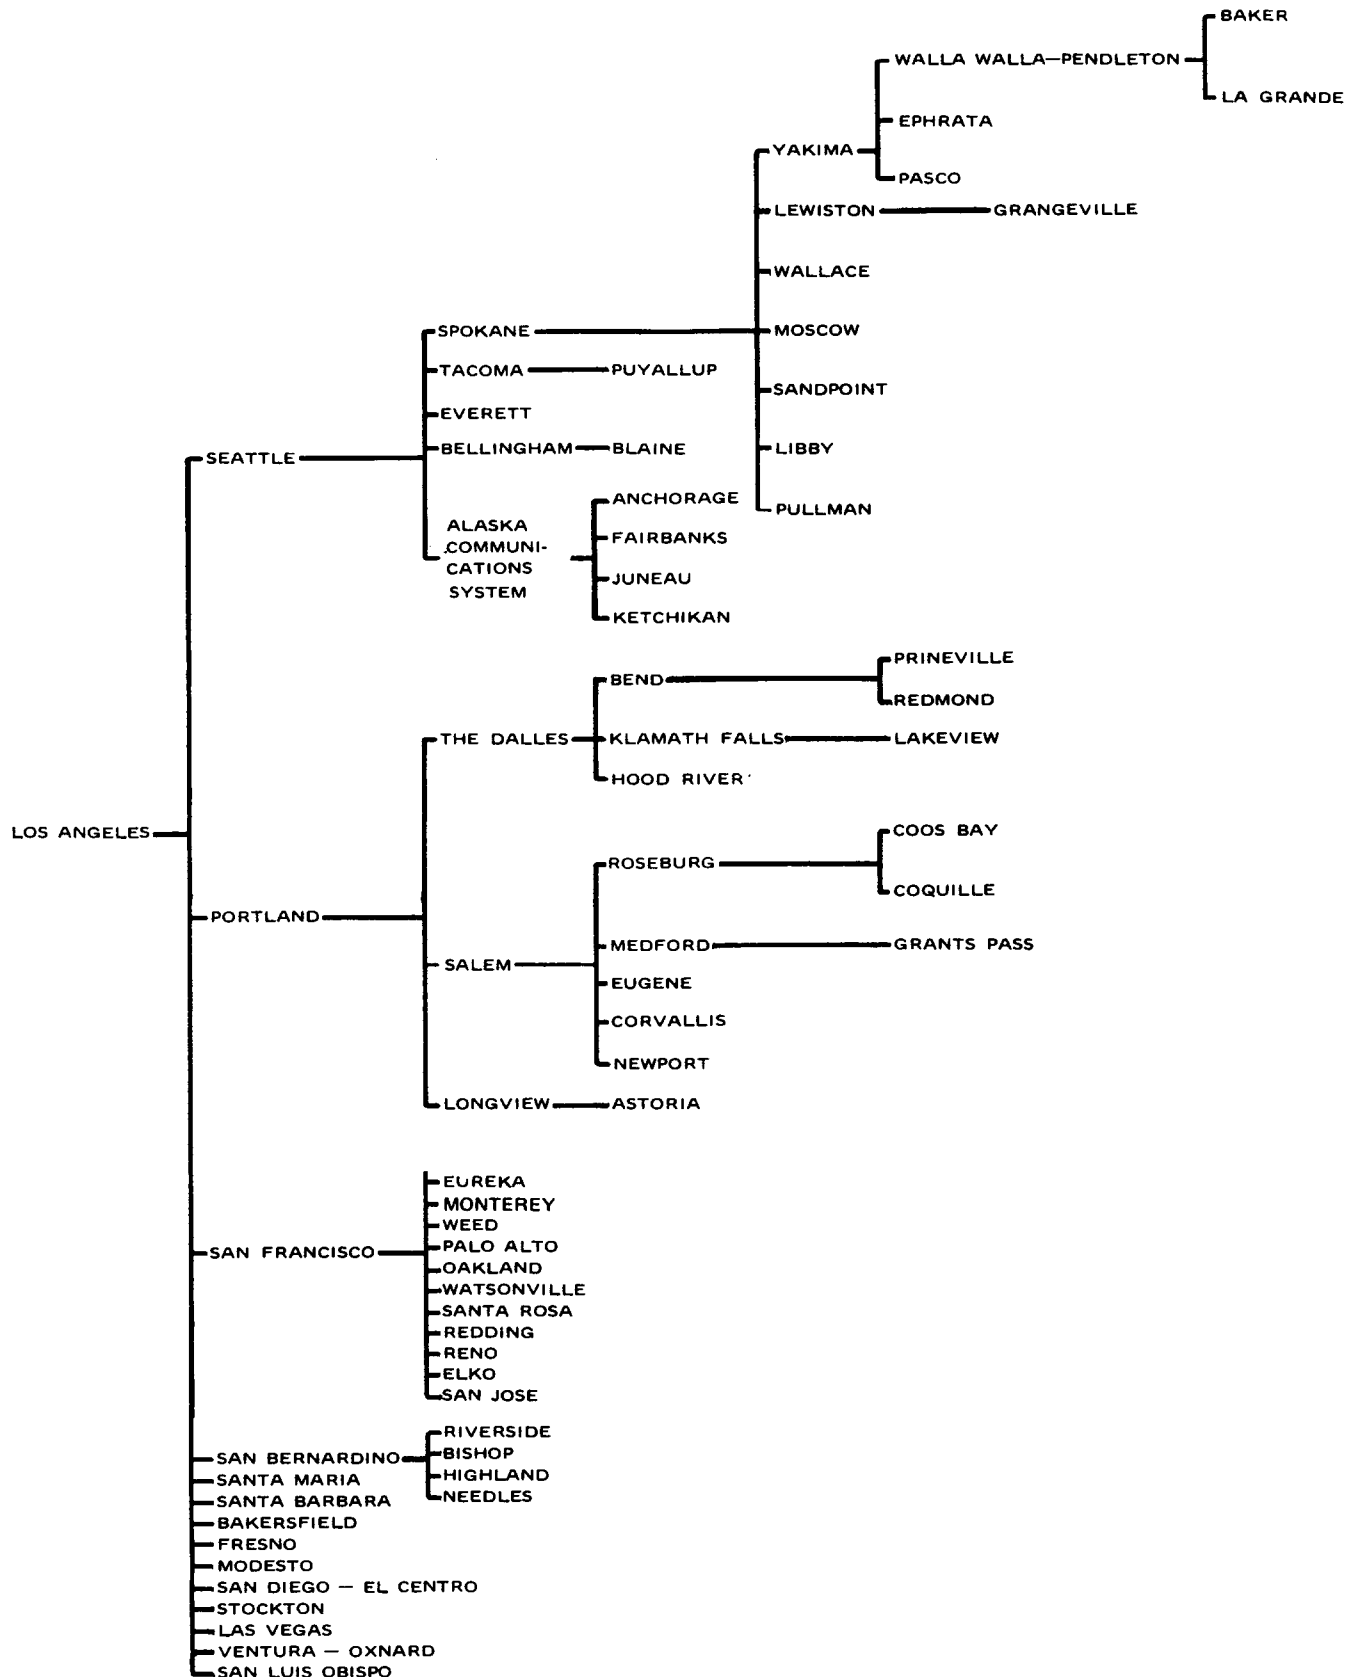 BAKER
WALLA WALLA—PENDLETON
LA GRANDE
EPHRATA
YAKIMA
PASCO
LEWISTON
GRANGEVILLE
WALLACE
SPOKANE
MOSCOW
TACOMA
PUYALLUP
SANDPOINT
EVERETT
BELLINGHAM
BLAINE
LIBBY
SEATTLE
ANCHORAGE
PULLMAN
ALASKA
COMMUNI-
CATIONS
SYSTEM
FAIRBANKS
JUNEAU
KETCHIKAN
PRINEVILLE
BEND
REDMOND
THE DALLES
KLAMATH FALLS
LAKEVIEW
HOOD RIVER
LOS ANGELES
COOS BAY
ROSEBURG
COQUILLE
PORTLAND
MEDFORD
GRANTS PASS
SALEM
EUGENE
CORVALLIS
NEWPORT
LONGVIEW
ASTORIA
EUREKA
MONTEREY
WEED
PALO ALTO
SAN FRANCISCO
OAKLAND
WATSONVILLE
SANTA ROSA
REDDING
RENO
ELKO
SAN JOSE
RIVERSIDE
SAN BERNARDINO
BISHOP
HIGHLAND
NEEDLES
SANTA MARIA
SANTA BARBARA
BAKERSFIELD
FRESNO
MODESTO
SAN DIEGO — EL CENTRO
STOCKTON
LAS VEGAS
VENTURA — OXNARD
SAN LUIS OBISPO